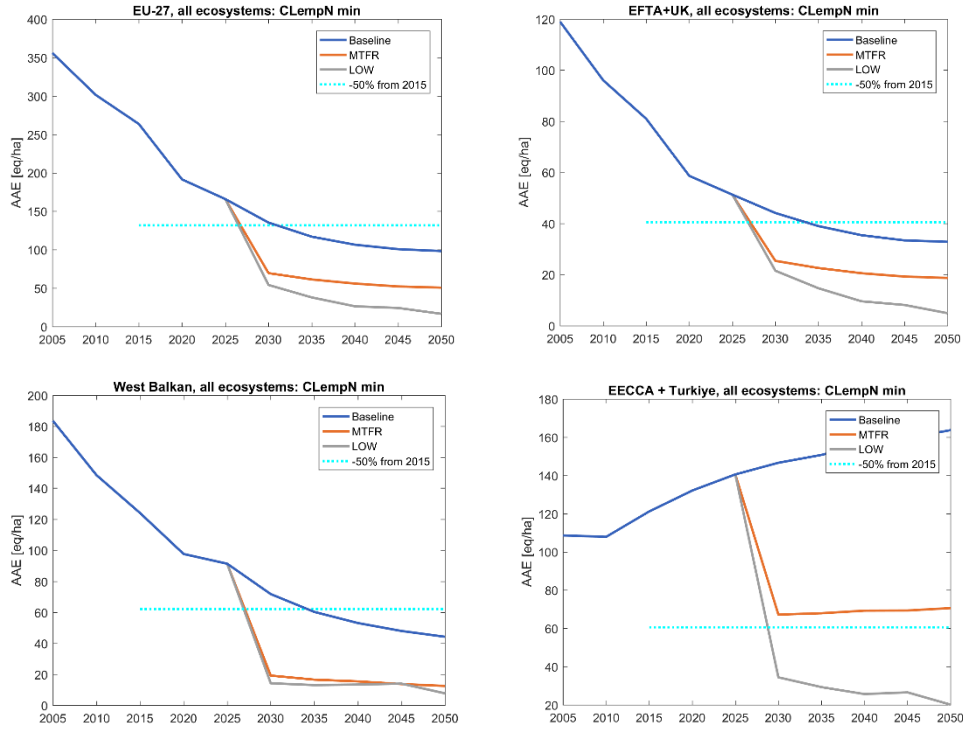 EU-27, all ecosystems: CLempN min
400
350
300
250
200
150
100
50
0
AAE [eq/ha]
Baseline
MTFR
LOW
-50% from 2015
2005 2010 2015 2020 2025 2030 2035 2040 2045 2050
EFTA+UK, all ecosystems: CLempN min
120
100
80
60
40
20
0
AAE [eq/ha]
Baseline
MTFR
LOW
-50% from 2015
2005 2010 2015 2020 2025 2030 2035 2040 2045 2050
West Balkan, all ecosystems: CLempN min
200
180
160
140
120
100
80
60
40
20
0
AAE [eq/ha]
Baseline
MTFR
LOW
-50% from 2015
2005 2010 2015 2020 2025 2030 2035 2040 2045 2050
EECCA + Turkiye, all ecosystems: CLempN min
180
160
140
120
100
80
60
40
20
AAE [eq/ha]
Baseline
MTFR
LOW
-50% from 2015
2005 2010 2015 2020 2025 2030 2035 2040 2045 2050